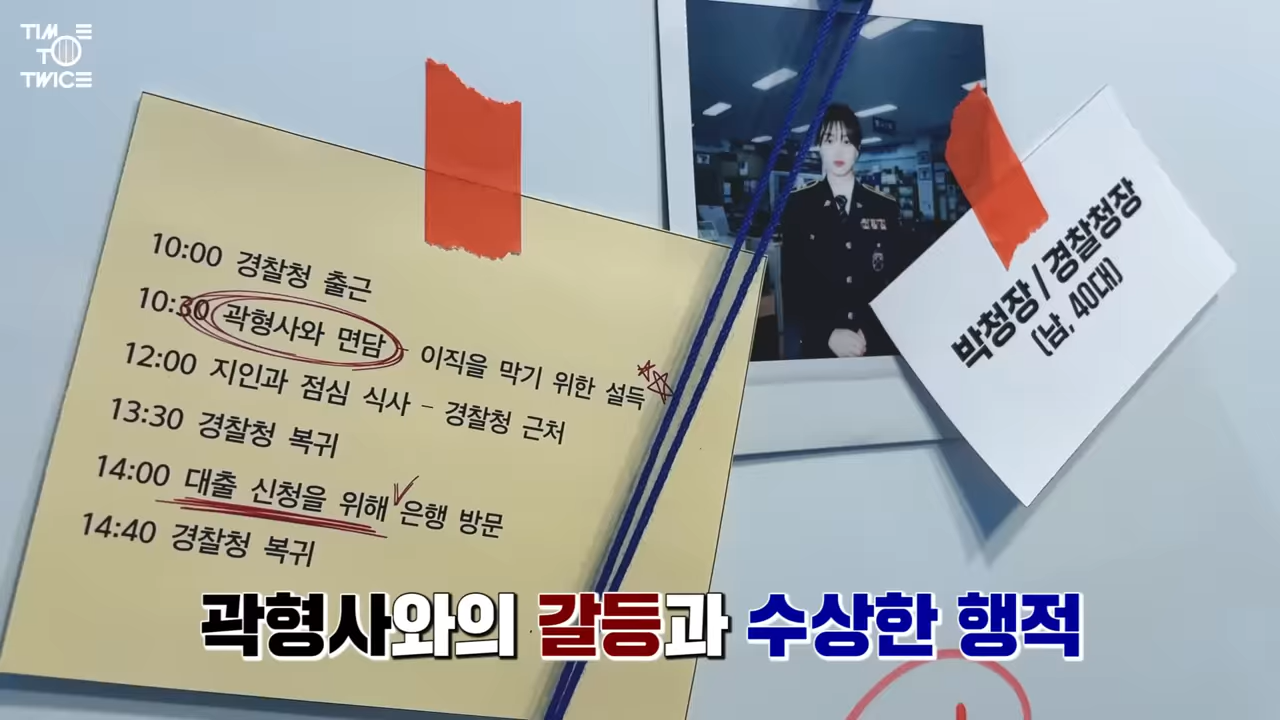 TIME
TO
TWICE
10:00 경찰청 출근
10:30 곽형사와 면담 - 이직을 막기 위한 설득
12:00 지인과 점심 식사 - 경찰청 근처
13:30 경찰청 복귀
14:00 대출 신청을 위해 은행 방문
14:40 경찰청 복귀
박청장 / 경찰청장
(남, 40대)
곽형사와의 갈등과 수상한 행적